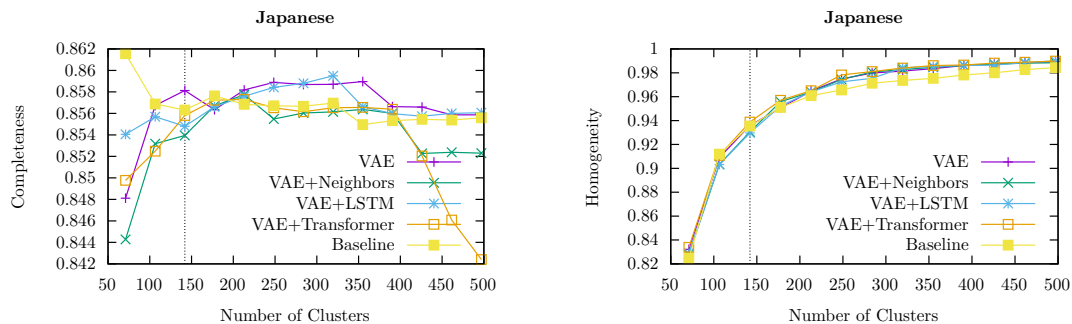 Japanese
Completeness
0.862
0.86
0.858
0.856
0.854
0.852
0.85
0.848
0.846
0.844
0.842
VAE
VAE+Neighbors
VAE+LSTM
VAE+Transformer
Baseline
50 100 150 200 250 300 350 400 450 500
Number of Clusters
Japanese
Homogeneity
1
0.98
0.96
0.94
0.92
0.9
0.88
0.86
0.84
0.82
VAE
VAE+Neighbors
VAE+LSTM
VAE+Transformer
Baseline
50 100 150 200 250 300 350 400 450 500
Number of Clusters